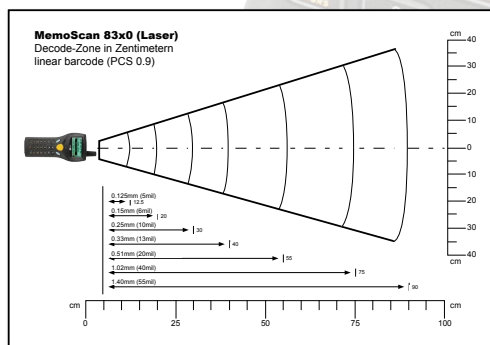 MemoScan 83x0 (Laser)
Decode-Zone in Zentimetern
linear barcode (PCS 0.9)
cm
40
30
20
10
0
10
20
30
40
cm
0.125mm (5mil)
12.5
0.15mm (6mil)
20
0.25mm (10mil)
30
0.33mm (13mil)
40
0.51mm (20mil)
55
1.02mm (40mil)
75
1.40mm (55mil)
90
cm
cm
0
25
50
75
100